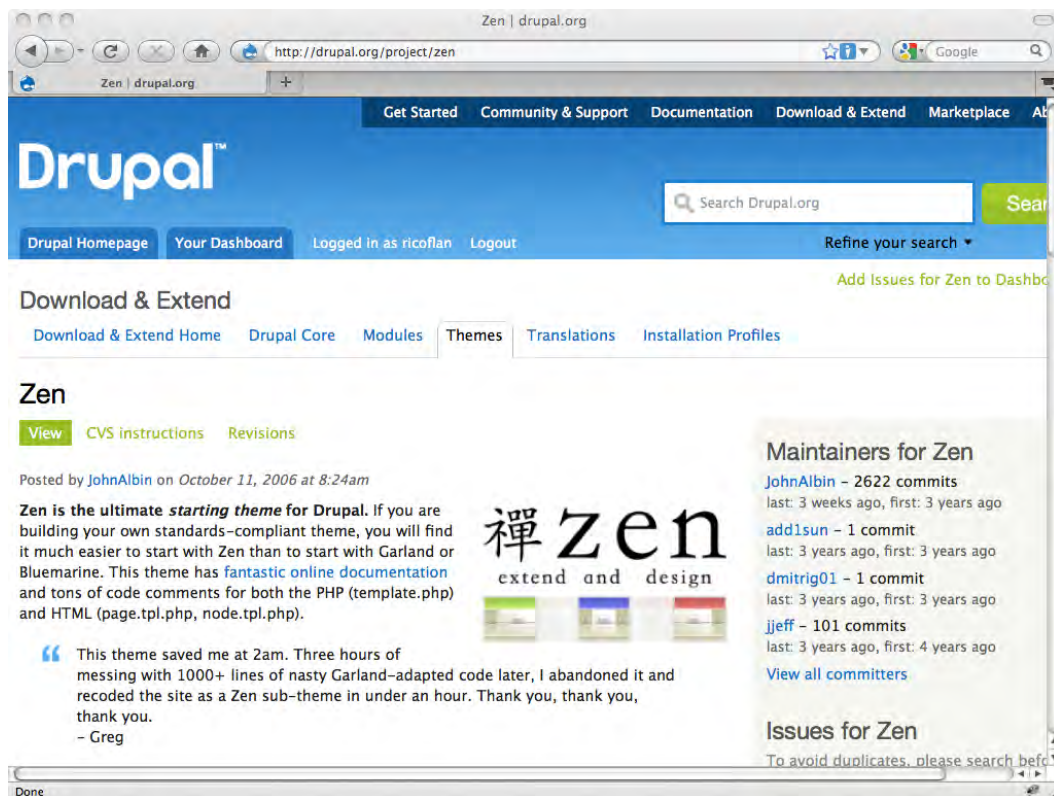 Zen | drupal.org
http://drupal.org/project/zen
Google
Zen | drupal.org
Get Started Community & Support Documentation Download & Extend Marketplace
Drupal™
Search Drupal.org
Drupal Homepage Your Dashboard Logged in as ricoflan Logout
Refine your search
Add Issues for Zen to
Download & Extend
Download & Extend Home Drupal Core Modules Themes Translations Installation Profiles
Zen
View CVS instructions Revisions
Posted by JohnAlbin on October 11, 2006 at 8:24am
Zen is the ultimate starting theme for Drupal. If you are
building your own standards-compliant theme, you will find
it much easier to start with Zen than to start with Garland or
Bluemarine. This theme has fantastic online documentation
and tons of code comments for both the PHP (template.php)
and HTML (page.tpl.php, node.tpl.php).
禪 zen
extend and design
“ This theme saved me at 2am. Three hours of
messing with 1000+ lines of nasty Garland-adapted code later, I abandoned it and
recoded the site as a Zen sub-theme in under an hour. Thank you, thank you,
thank you.
– Greg
Maintainers for Zen
JohnAlbin – 2622 commits
last: 3 weeks ago, first: 3 years ago
add1sun – 1 commit
last: 3 years ago, first: 3 years ago
dmitrig01 – 1 commit
last: 3 years ago, first: 3 years ago
jjeff – 101 commits
last: 3 years ago, first: 4 years ago
View all committers
Issues for Zen
To avoid duplicates, please search
Done